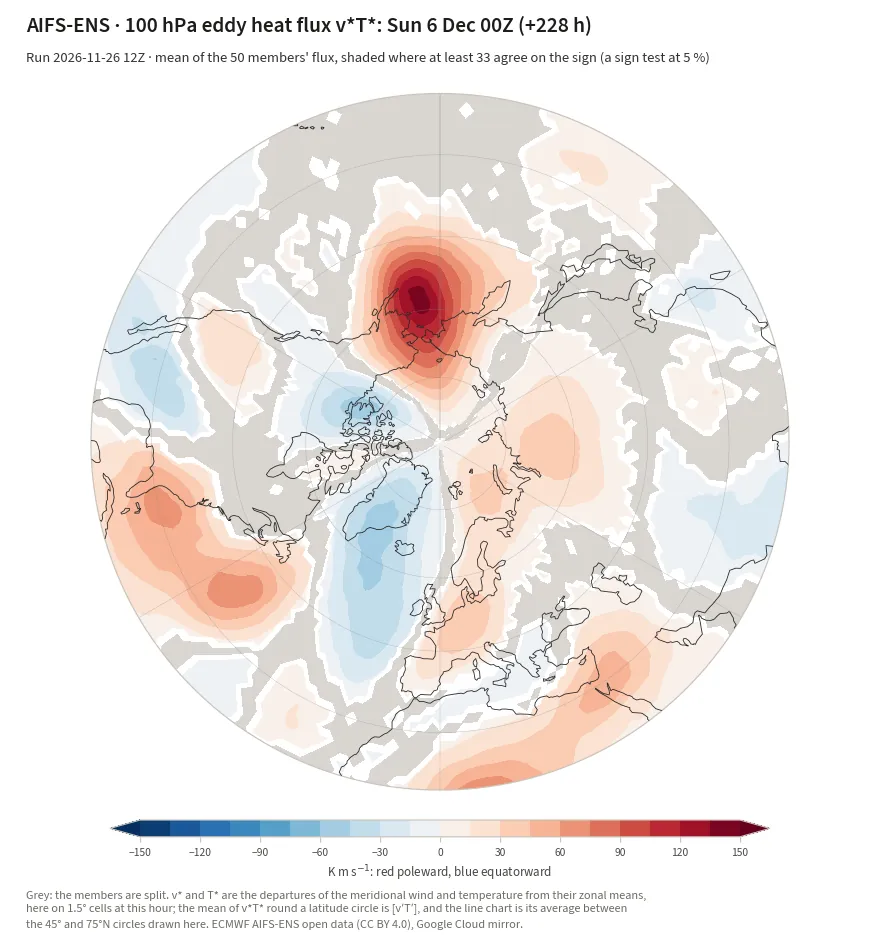 AIFS-ENS · 100 hPa eddy heat flux v*T*: Sun 6 Dec 00Z (+228 h)
Run 2026-11-26 12Z · mean of the 50 members' flux, shaded where at least 33 agree on the sign (a sign test at 5 %)
−150 −120 −90 −60 −30 0 30 60 90 120 150
K m s⁻¹: red poleward, blue equatorward
Grey: the members are split. v* and T* are the departures of the meridional wind and temperature from their zonal means,
here on 1.5° cells at this hour; the mean of v*T* round a latitude circle is [v′T′], and the line chart is its average between
the 45° and 75°N circles drawn here. ECMWF AIFS-ENS open data (CC BY 4.0), Google Cloud mirror.